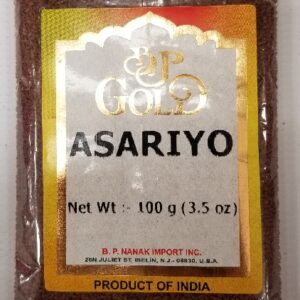 BP
GOLD
ASARIYO
Net Wt :- 100 g (3.5 oz)
B. P. NANAK IMPORT INC.
PRODUCT OF INDIA